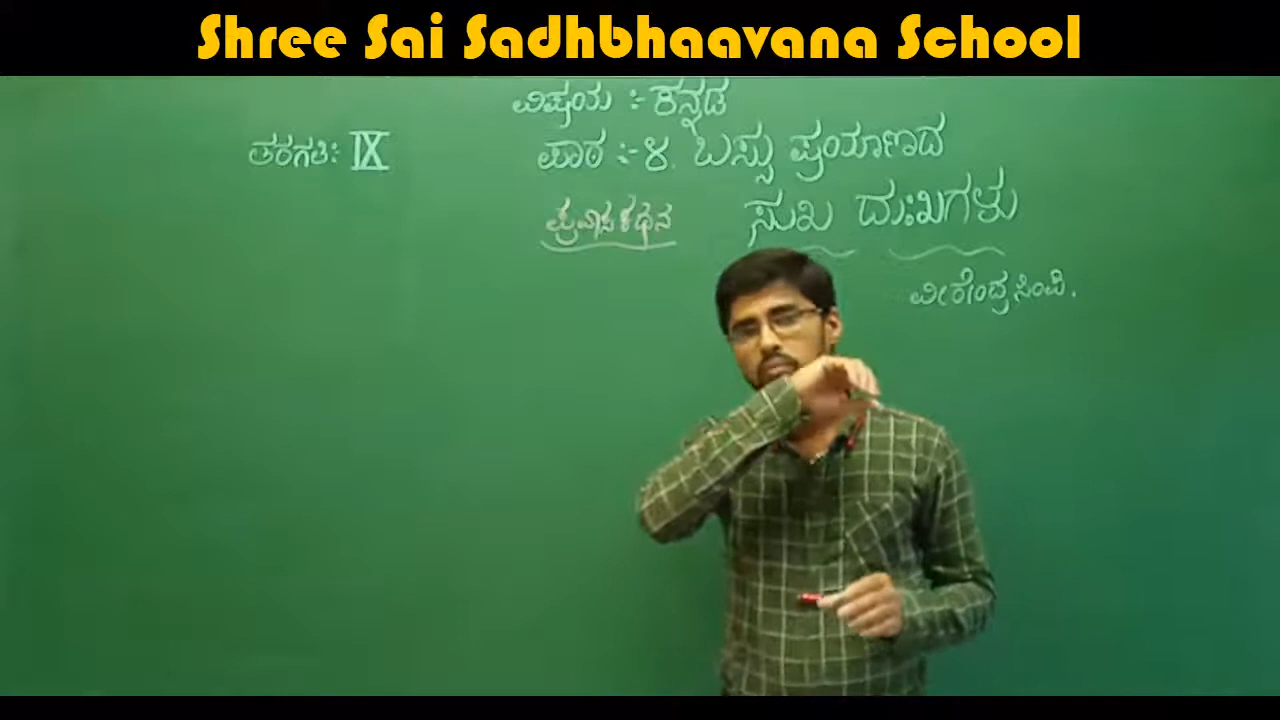 Shree Sai Sadhbhaavana School
ವಿಷಯ :- ಕನ್ನಡ
ತರಗತಿ:- IX
ಪಾಠ :- ೪. ಬಸ್ಸು ಪ್ರಯಾಣದ
ಸುಖ ದುಃಖಗಳು
ಪ್ರವಾಸ ಕಥನ
ವೀರೇಂದ್ರ ಸಿಂಪಿ.